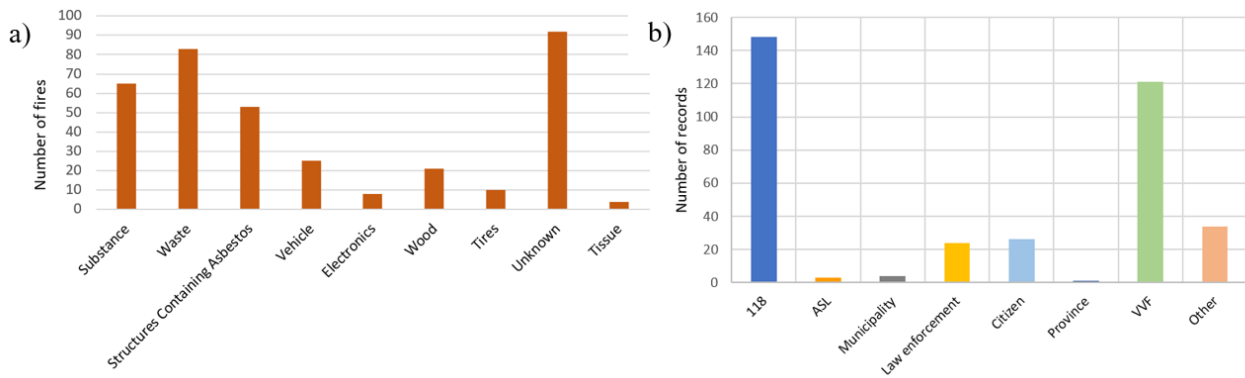 a)
Number of fires
100
90
80
70
60
50
40
30
20
10
0
Substance
Waste
Structures Containing Asbestos
Vehicle
Electronics
Wood
Tires
Unknown
Tissue
b)
Number of records
160
140
120
100
80
60
40
20
0
118
ASL
Municipality
Law enforcement
Citizen
Province
VVF
Other